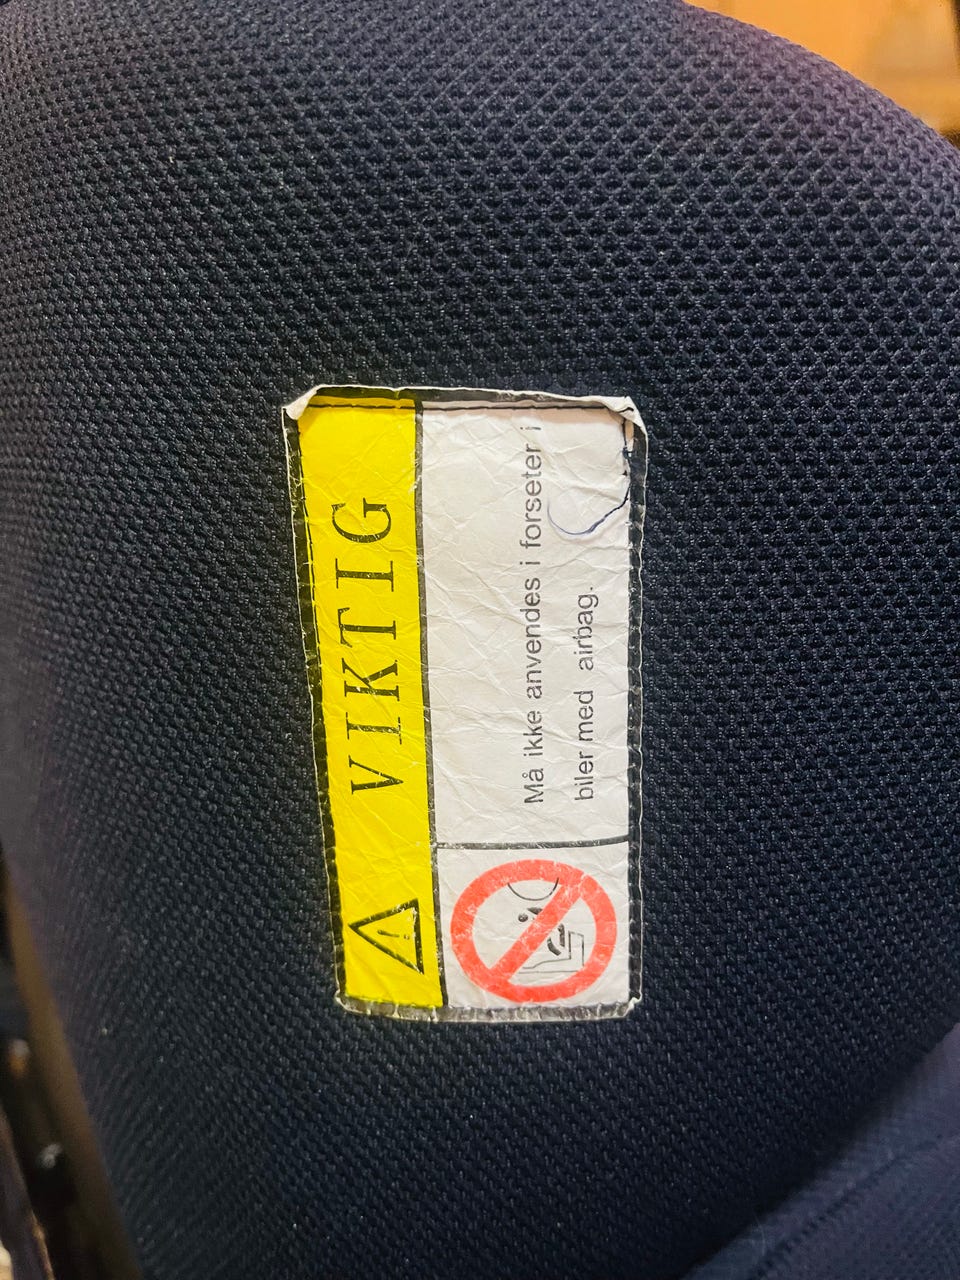 VIKTIG
Må ikke anvendes i forseter i
biler med airbag.